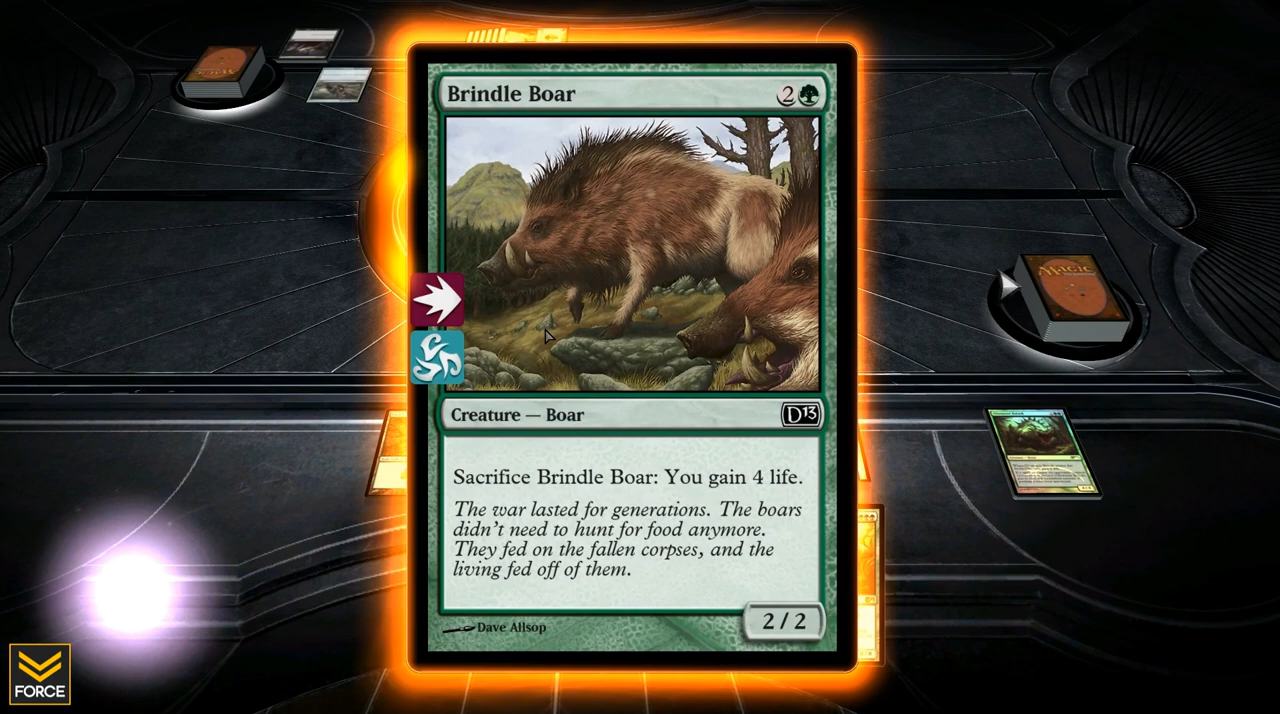 Brindle Boar
2
Creature — Boar
D13
Sacrifice Brindle Boar: You gain 4 life.
The war lasted for generations. The boars
didn't need to hunt for food anymore.
They fed on the fallen corpses, and the
living fed off of them.
2/2
Dave Allsop
MAGIC
FORCE